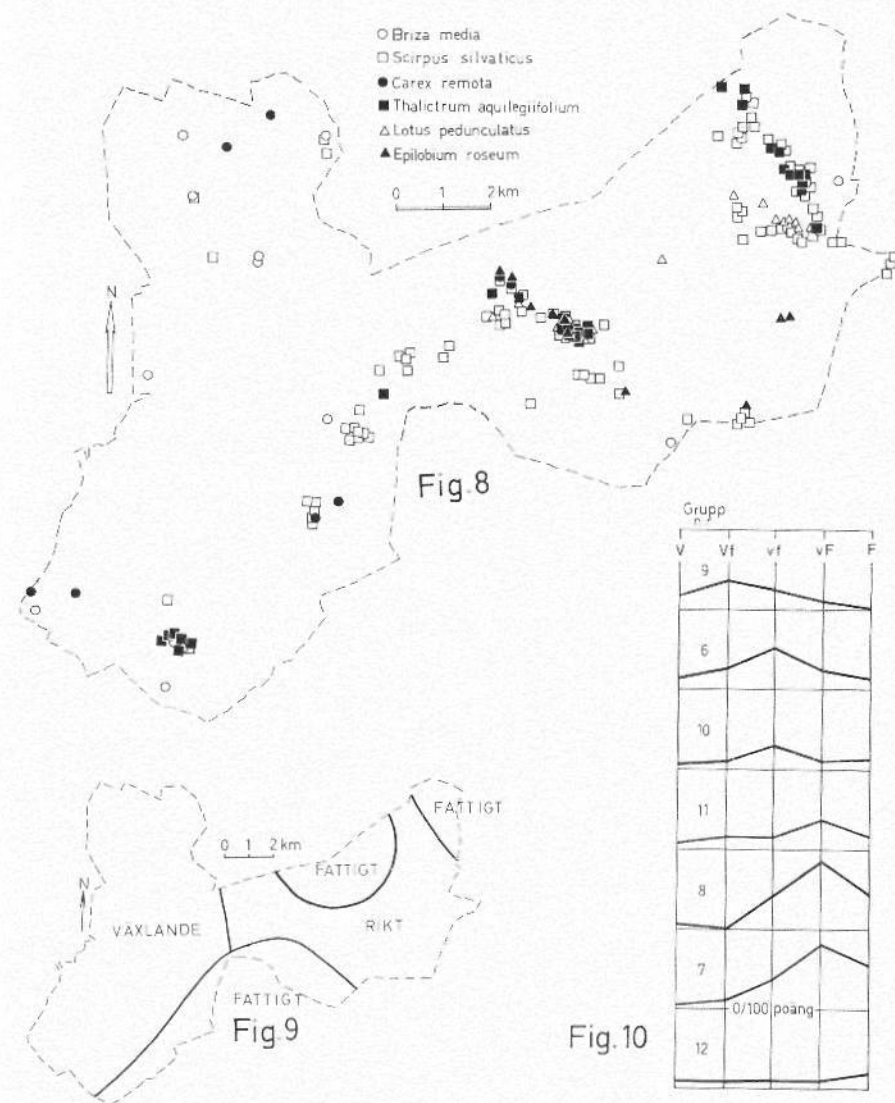 ○ Briza media
□ Scirpus silvaticus
● Carex remota
■ Thalictrum aquilegiifolium
△ Lotus pedunculatus
▲ Epilobium roseum
0 1 2 km
N
Fig. 8
Grupp
V Vf vf vF F
9
6
10
11
8
7
0/100 poäng
12
Fig. 10
0 1 2 km
N
FATTIGT
FATTIGT
VÄXLANDE
RIKT
FATTIGT
Fig. 9